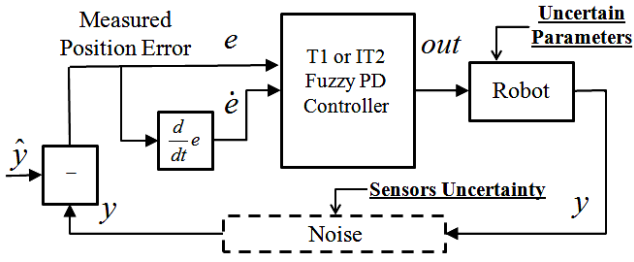 Measured
Position Error
e
ė
d
dt
e
ŷ
−
y
T1 or IT2
Fuzzy PD
Controller
out
Uncertain
Parameters
Robot
Sensors Uncertainty
Noise
y